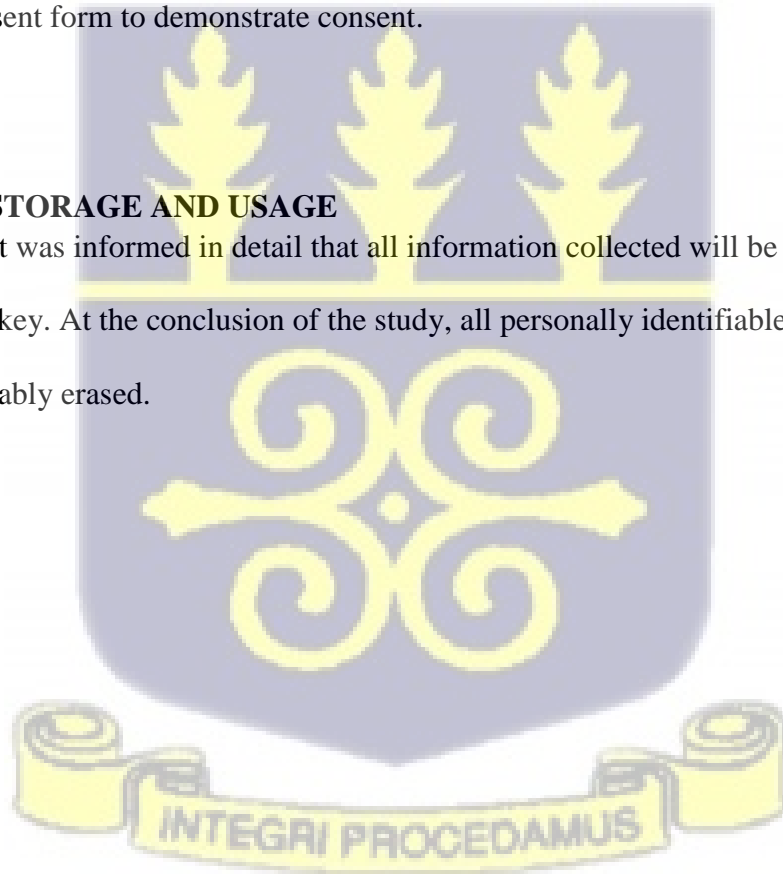 sent form to demonstrate consent.
STORAGE AND USAGE
t was informed in detail that all information collected will be
key. At the conclusion of the study, all personally identifiable
ably erased.
INTEGRI PROCEDAMUS